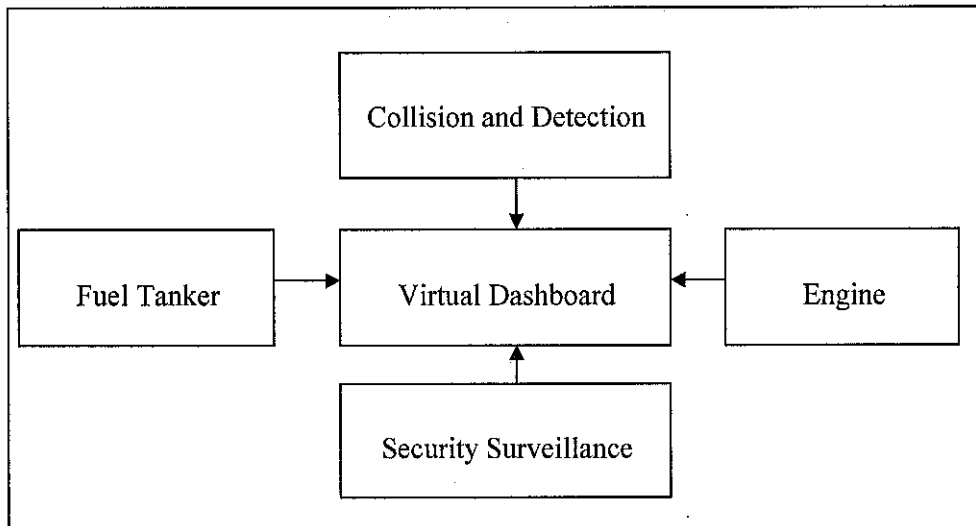 Collision and Detection
Fuel Tanker
Virtual Dashboard
Engine
Security Surveillance